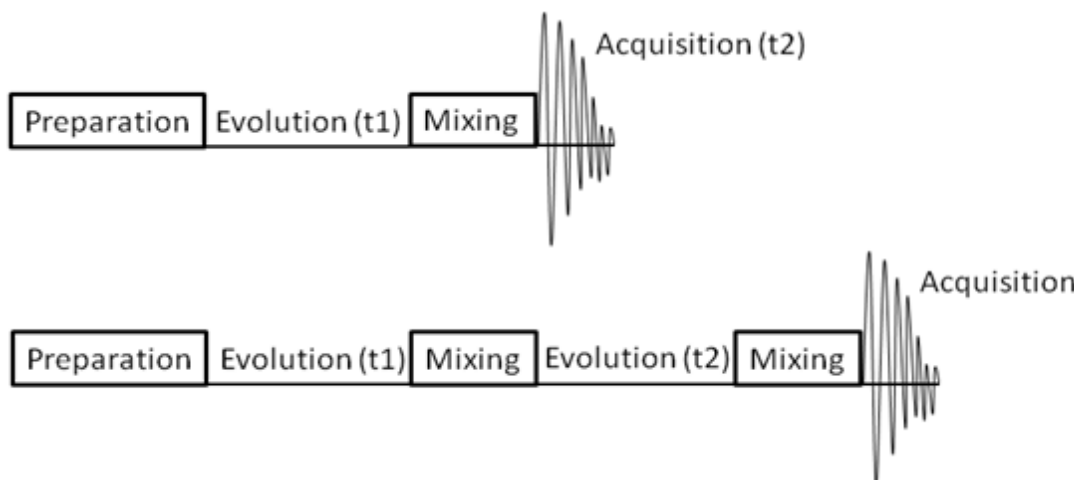 Acquisition (t2)
Preparation Evolution (t1) Mixing
Acquisition
Preparation Evolution (t1) Mixing Evolution (t2) Mixing